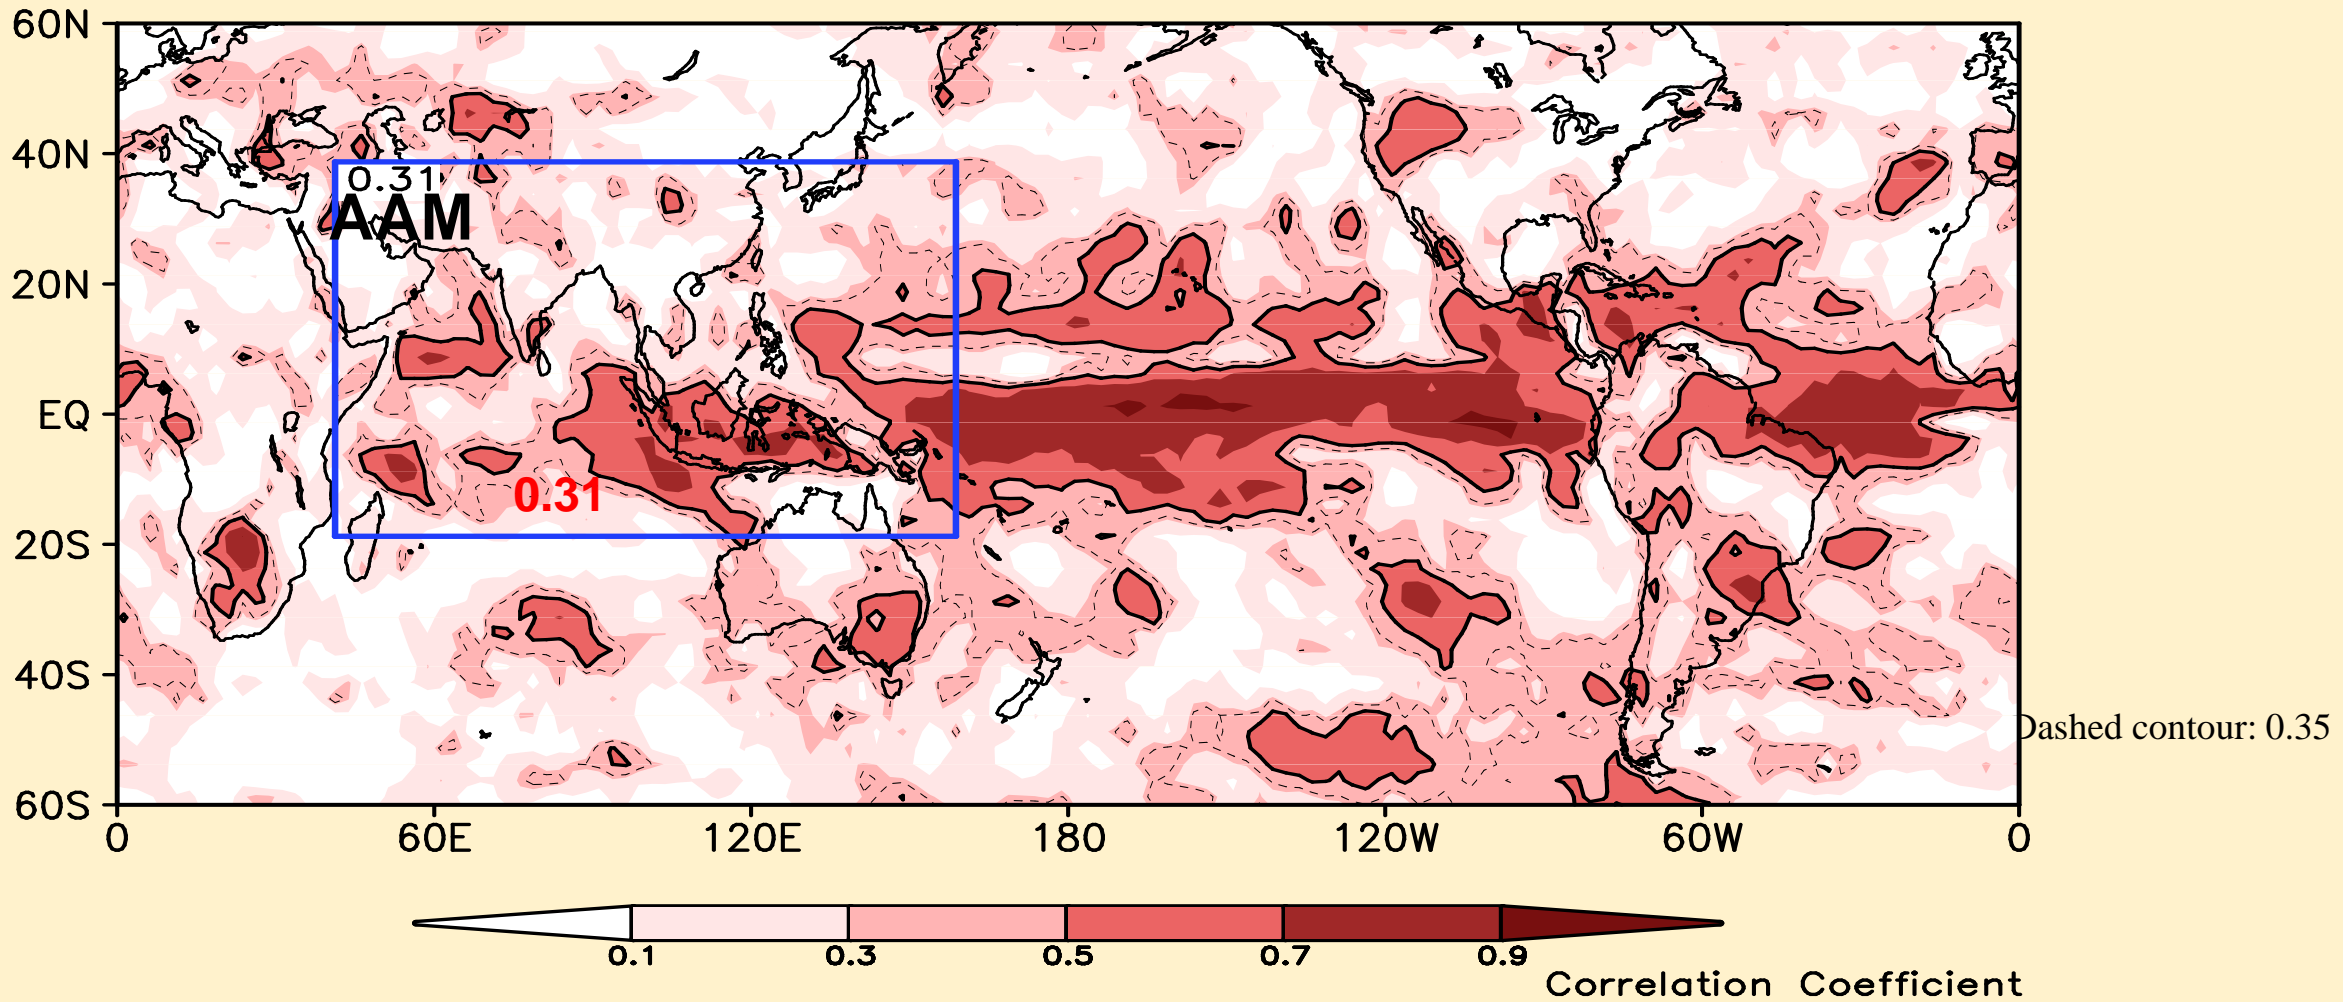 60N
40N
20N
EQ
20S
40S
60S
0.31
AAM
0.31
Dashed contour: 0.35
0 60E 120E 180 120W 60W 0
0.1 0.3 0.5 0.7 0.9
Correlation Coefficient